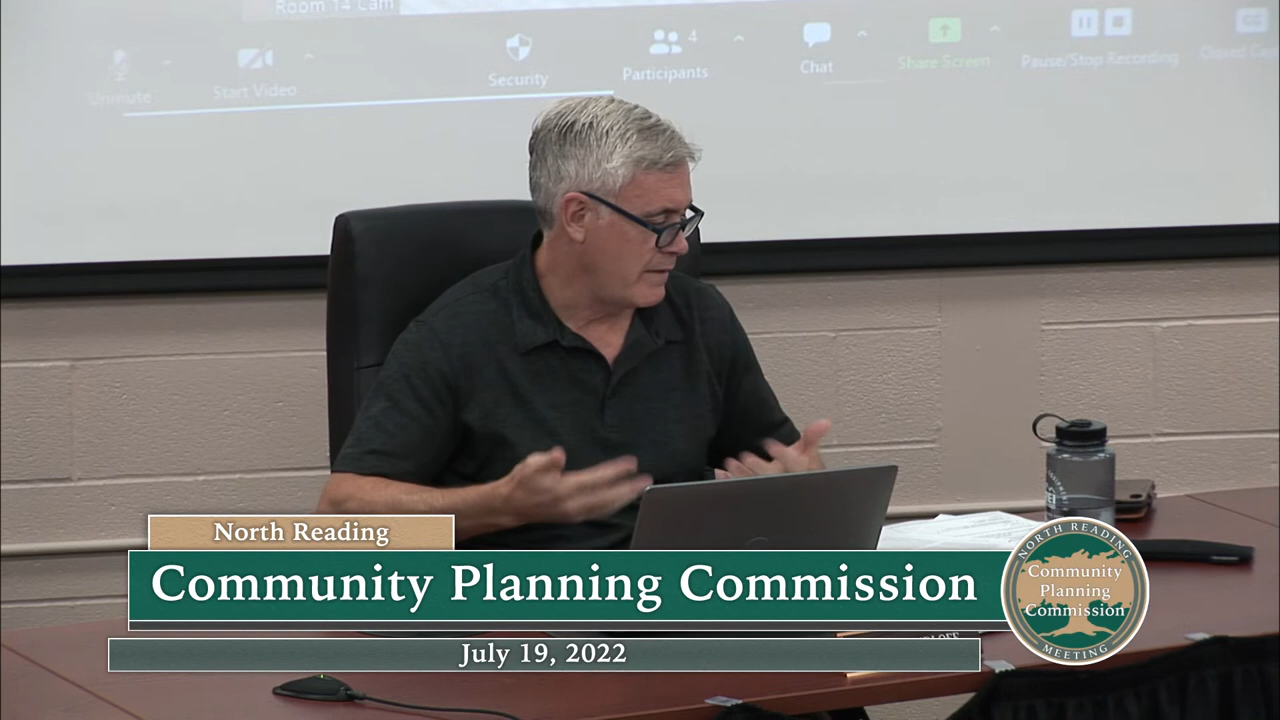 Room 14 Cam
Unmute
Start Video
Security
Participants
4
Chat
Share Screen
Pause/Stop Recording
North Reading
Community Planning Commission
July 19, 2022
NORTH READING
Community
Planning
Commission
MEETING